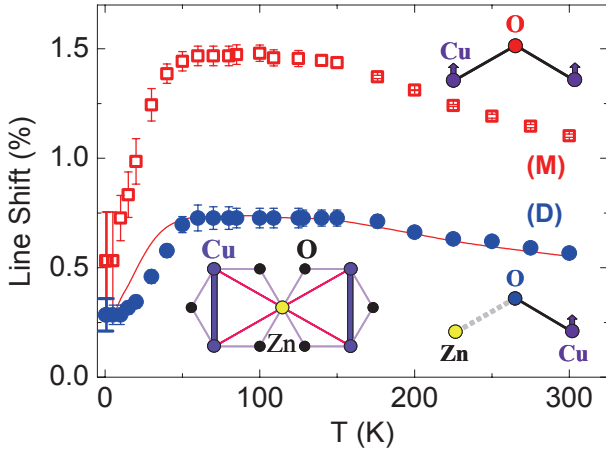 1.5
1.0
0.5
0.0
Line Shift (%)
0
100
200
300
T (K)
O
Cu
(M)
(D)
Cu
O
Zn
O
Zn
Cu